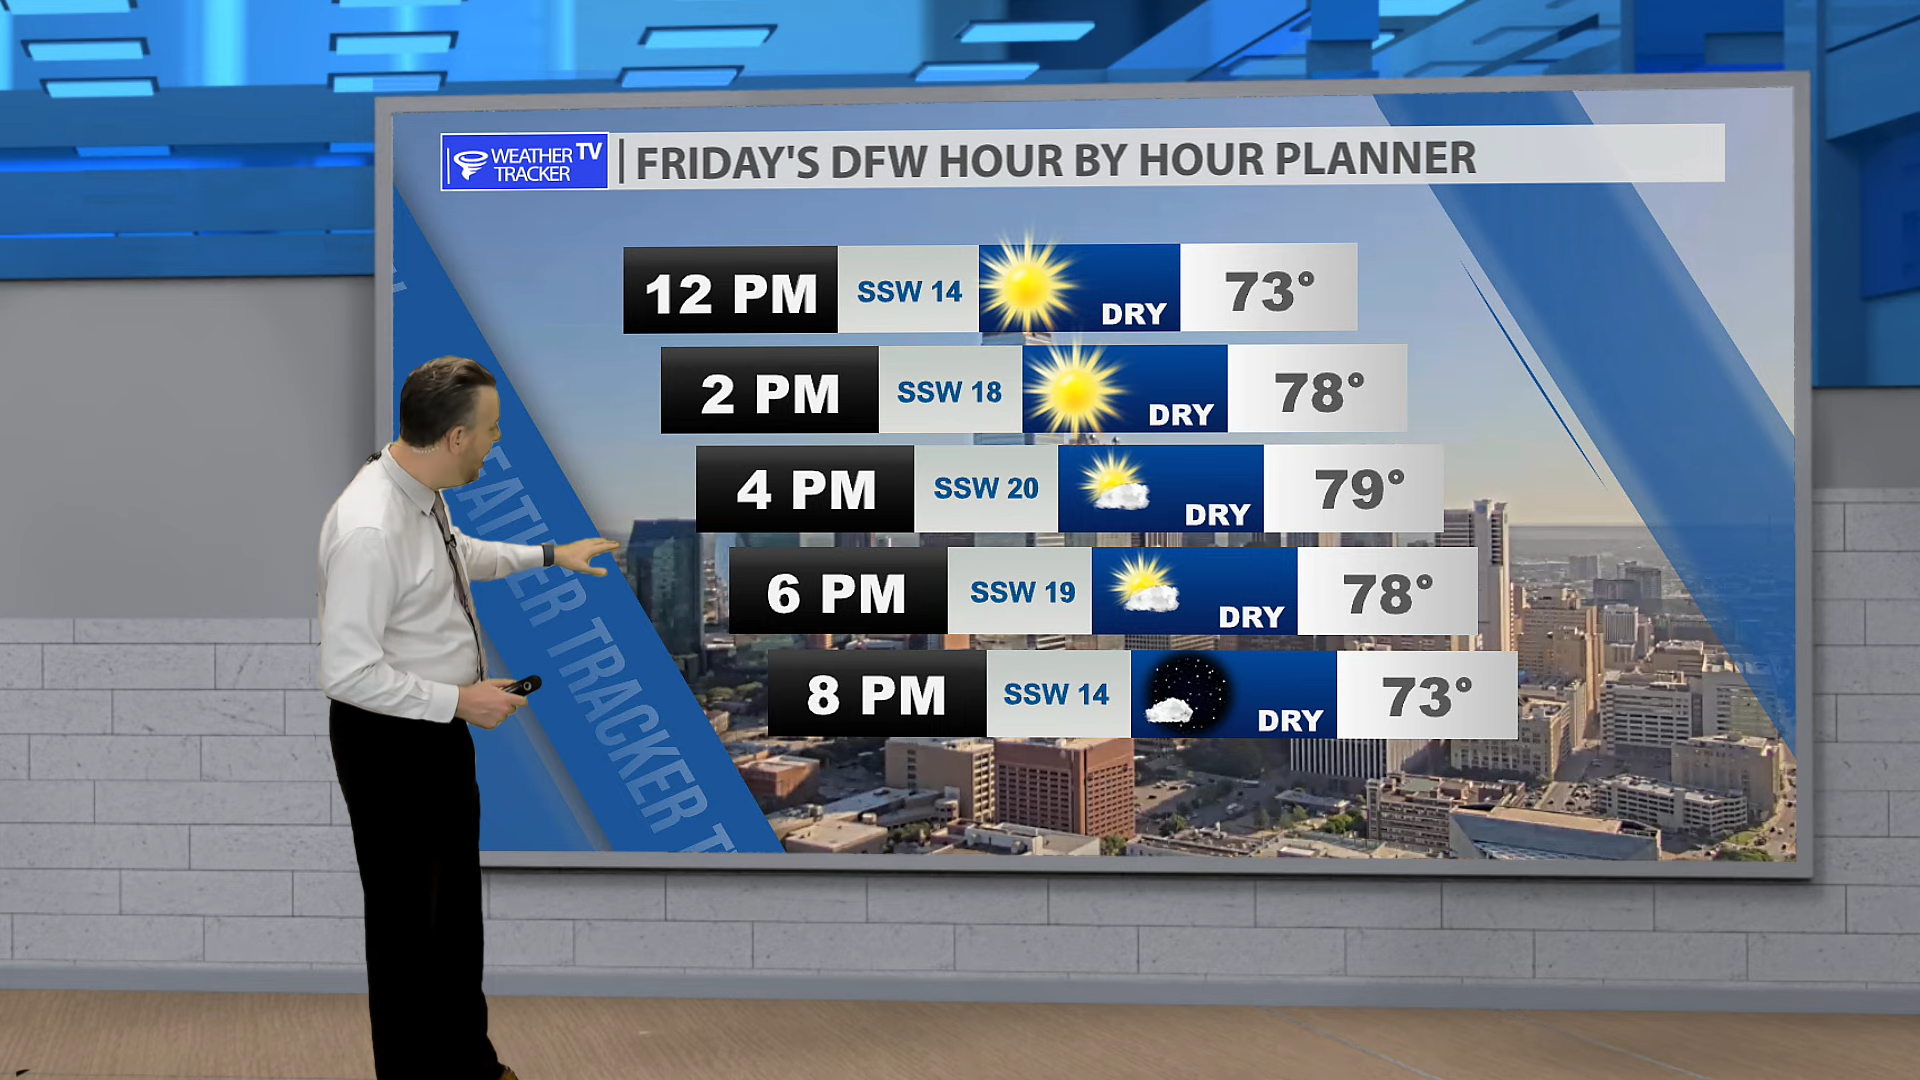 WEATHER TV
TRACKER
FRIDAY'S DFW HOUR BY HOUR PLANNER
12 PM SSW 14 DRY 73°
2 PM SSW 18 DRY 78°
4 PM SSW 20 DRY 79°
6 PM SSW 19 DRY 78°
8 PM SSW 14 DRY 73°
EATHER TRACKER T